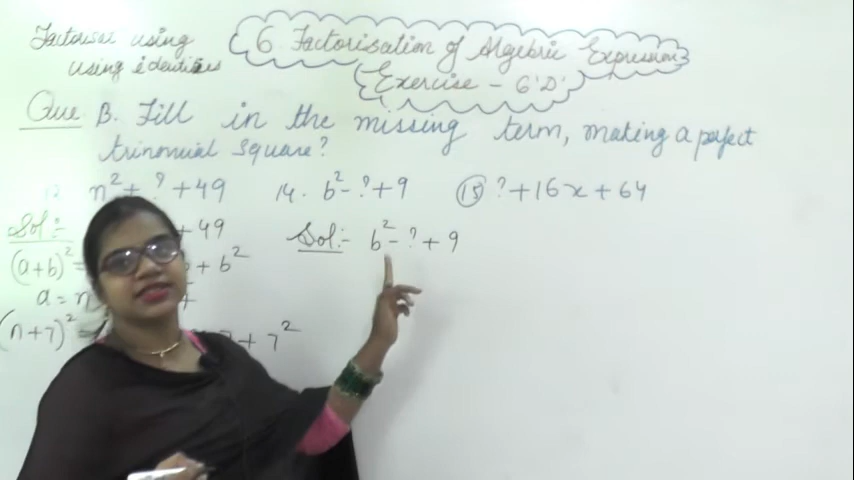 Factorise using
using identities
6 Factorisation of Algebric Expressions
Exercise - 6'D'
Que B. Fill in the missing term, making a perfect
trinomial square?
n² + ? + 49
14. b² - ? + 9
(15) ? + 16x + 64
Sol:- + 49
(a+b)² = + b²
a = n
(n+7)² = + 7²
Sol:- b² - ? + 9